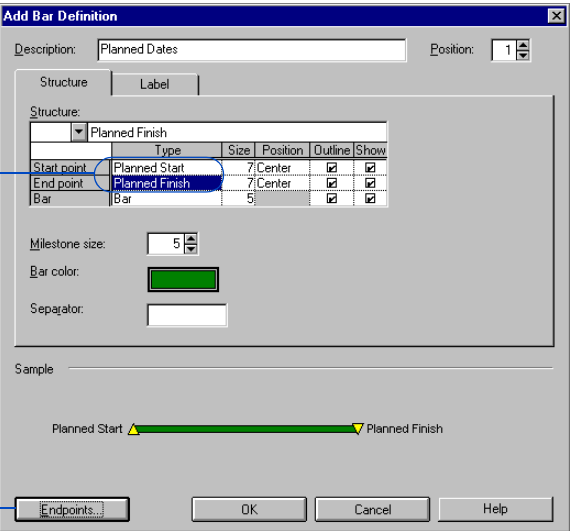 Add Bar Definition
Description: Planned Dates Position: 1
Structure Label
Structure:
Planned Finish
Type Size Position Outline Show
Start point Planned Start 7 Center
End point Planned Finish 7 Center
Bar Bar 5
Milestone size: 5
Bar color:
Separator:
Sample
Planned Start Planned Finish
Endpoints... OK Cancel Help